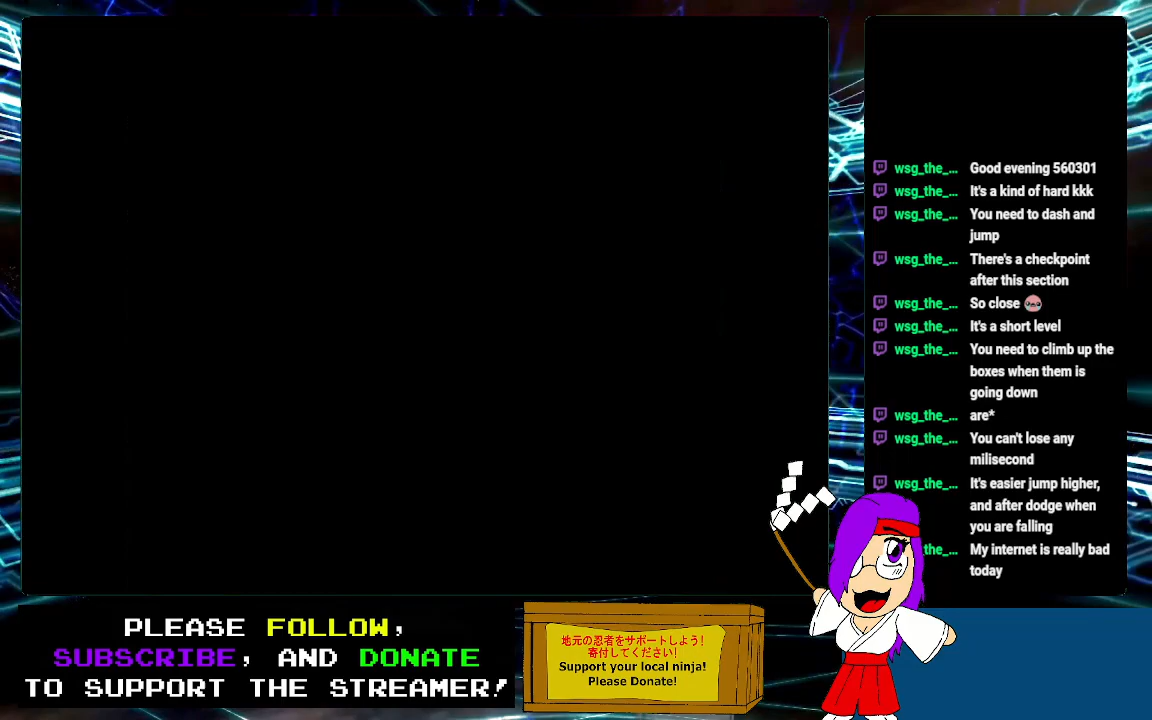 wsg_the_... Good evening 560301
wsg_the_... It's a kind of hard kkk
wsg_the_... You need to dash and
jump
wsg_the_... There's a checkpoint
after this section
wsg_the_... So close
wsg_the_... It's a short level
wsg_the_... You need to climb up the
boxes when them is
going down
wsg_the_... are*
wsg_the_... You can't lose any
milisecond
wsg_the_... It's easier jump higher,
and after dodge when
you are falling
the_... My internet is really bad
today
PLEASE FOLLOW,
SUBSCRIBE, AND DONATE
TO SUPPORT THE STREAMER!
地元の忍者をサポートしよう!
寄付してください!
Support your local ninja!
Please Donate!